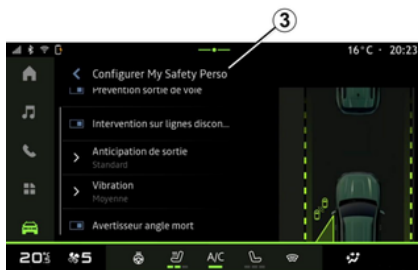 3
16°C · 20:23
Configurer My Safety Perso
Prévention sortie de voie
Intervention sur lignes discon...
Anticipation de sortie
Standard
Vibration
Moyenne
Avertisseur angle mort
20°5 5 A/C